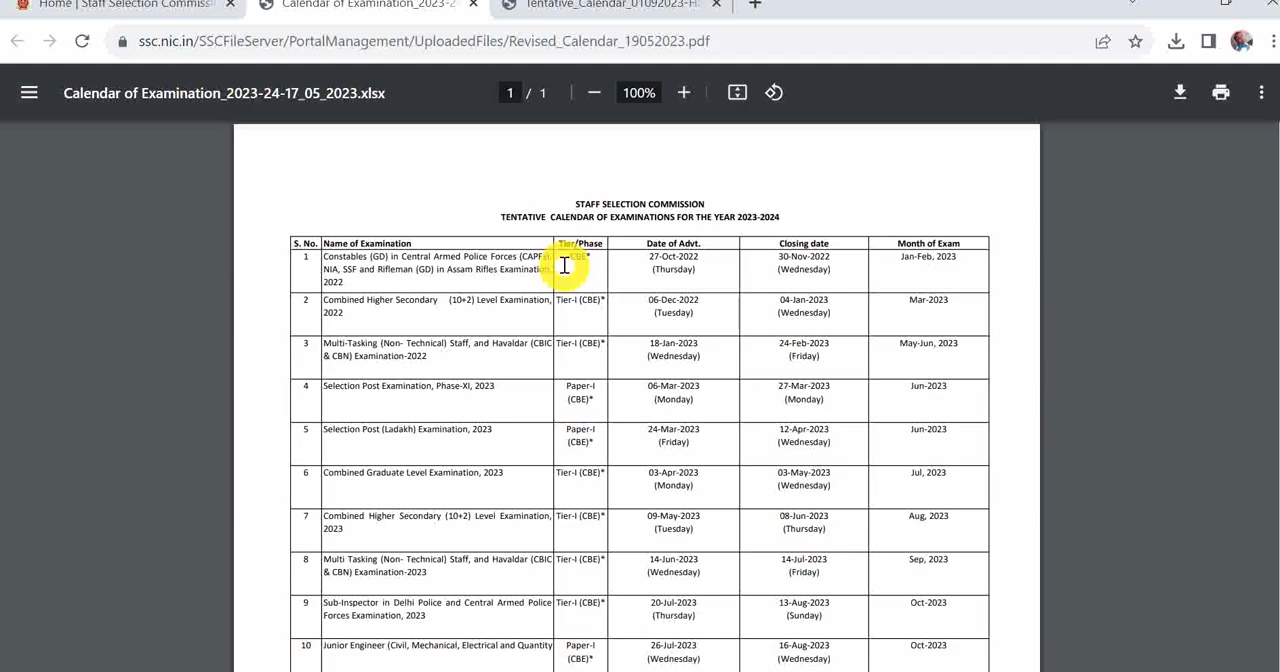 Home | Staff Selection Commiss
Calendar of Examination_2023-2
Tentative_Calendar_01092023-H
ssc.nic.in/SSCFileServer/PortalManagement/UploadedFiles/Revised_Calendar_19052023.pdf
Calendar of Examination_2023-24-17_05_2023.xlsx
1 / 1
100%
STAFF SELECTION COMMISSION
TENTATIVE CALENDAR OF EXAMINATIONS FOR THE YEAR 2023-2024
S. No. Name of Examination Tier/Phase Date of Advt. Closing date Month of Exam
1 Constables (GD) in Central Armed Police Forces (CAPFs), CBE* 27-Oct-2022 30-Nov-2022 Jan-Feb, 2023
NIA, SSF and Rifleman (GD) in Assam Rifles Examination, (Thursday) (Wednesday)
2022
2 Combined Higher Secondary (10+2) Level Examination, Tier-I (CBE)* 06-Dec-2022 04-Jan-2023 Mar-2023
2022 (Tuesday) (Wednesday)
3 Multi-Tasking (Non- Technical) Staff, and Havaldar (CBIC Tier-I (CBE)* 18-Jan-2023 24-Feb-2023 May-Jun, 2023
& CBN) Examination-2022 (Wednesday) (Friday)
4 Selection Post Examination, Phase-XI, 2023 Paper-I 06-Mar-2023 27-Mar-2023 Jun-2023
(CBE)* (Monday) (Monday)
5 Selection Post (Ladakh) Examination, 2023 Paper-I 24-Mar-2023 12-Apr-2023 Jun-2023
(CBE)* (Friday) (Wednesday)
6 Combined Graduate Level Examination, 2023 Tier-I (CBE)* 03-Apr-2023 03-May-2023 Jul, 2023
(Monday) (Wednesday)
7 Combined Higher Secondary (10+2) Level Examination, Tier-I (CBE)* 09-May-2023 08-Jun-2023 Aug, 2023
2023 (Tuesday) (Thursday)
8 Multi Tasking (Non- Technical) Staff, and Havaldar (CBIC Tier-I (CBE)* 14-Jun-2023 14-Jul-2023 Sep, 2023
& CBN) Examination-2023 (Wednesday) (Friday)
9 Sub-Inspector in Delhi Police and Central Armed Police Tier-I (CBE)* 20-Jul-2023 13-Aug-2023 Oct-2023
Forces Examination, 2023 (Thursday) (Sunday)
10 Junior Engineer (Civil, Mechanical, Electrical and Quantity Paper-I 26-Jul-2023 16-Aug-2023 Oct-2023
(CBE)* (Wednesday) (Wednesday)